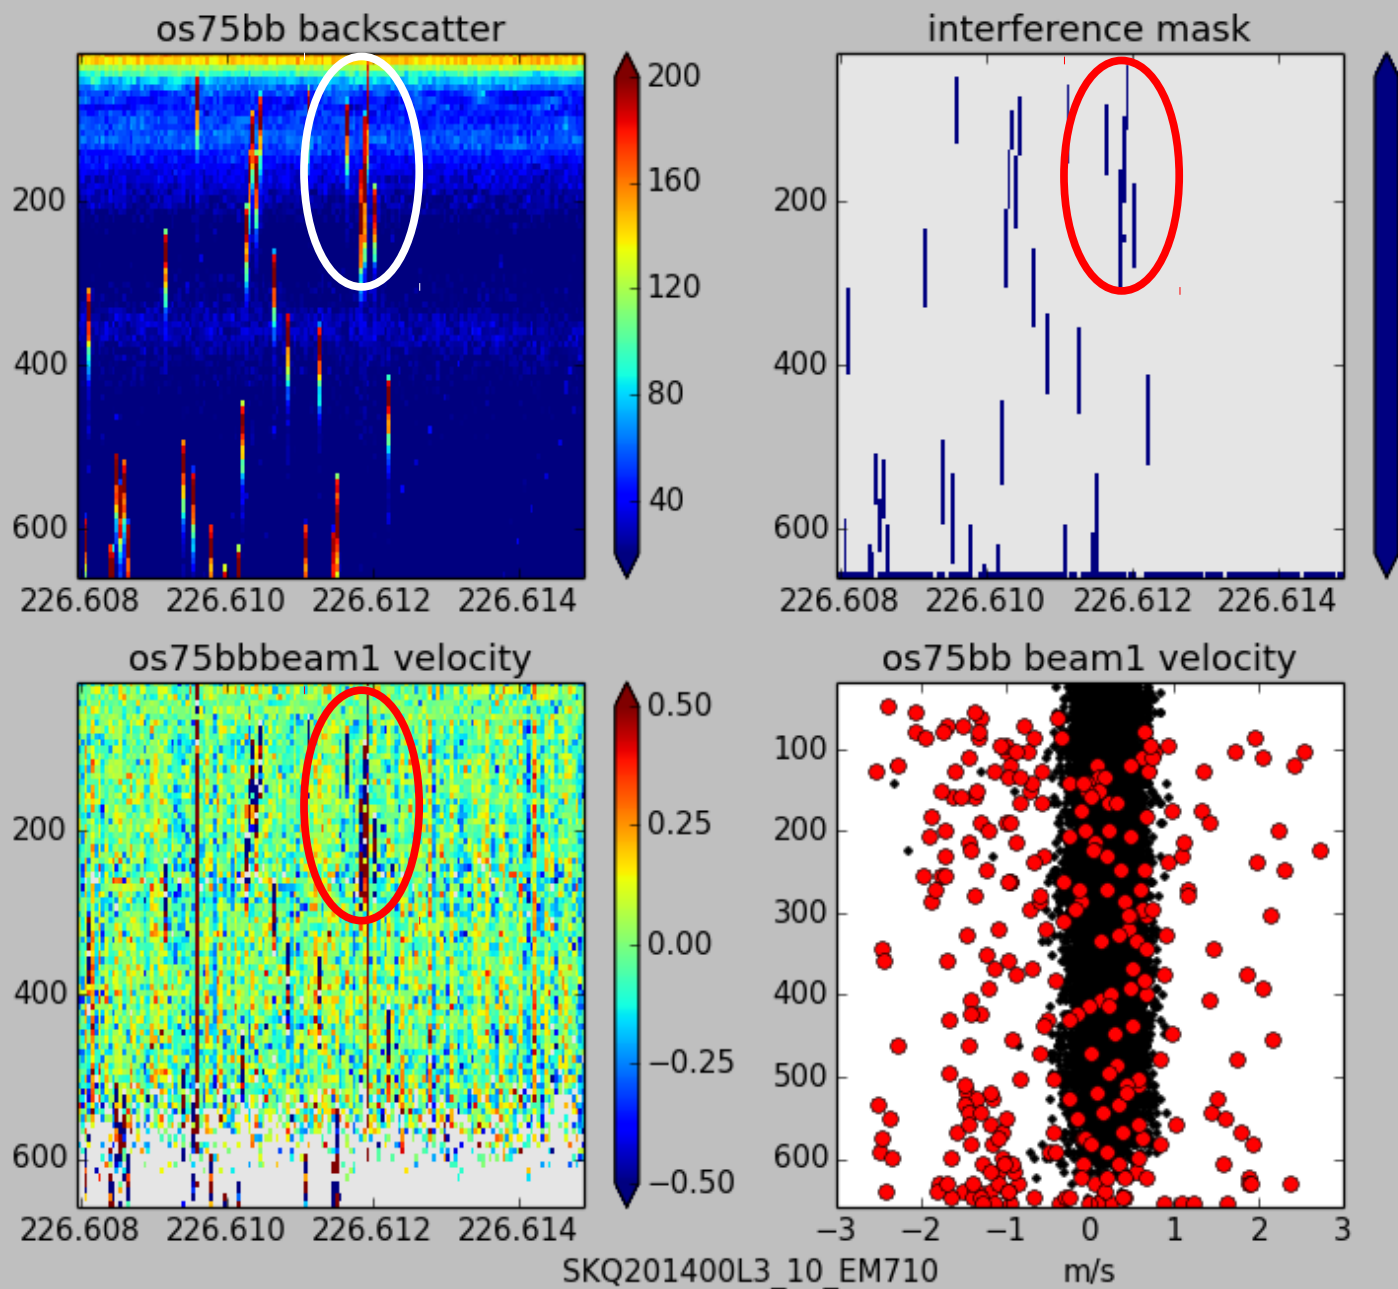 os75bb backscatter
interference mask
200
400
600
226.608 226.610 226.612 226.614
200
160
120
80
40
200
400
600
226.608 226.610 226.612 226.614
os75bbbeam1 velocity
os75bb beam1 velocity
200
400
600
226.608 226.610 226.612 226.614
0.50
0.25
0.00
−0.25
−0.50
100
200
300
400
500
600
−3 −2 −1 0 1 2 3
SKQ201400L3_10_EM710
m/s